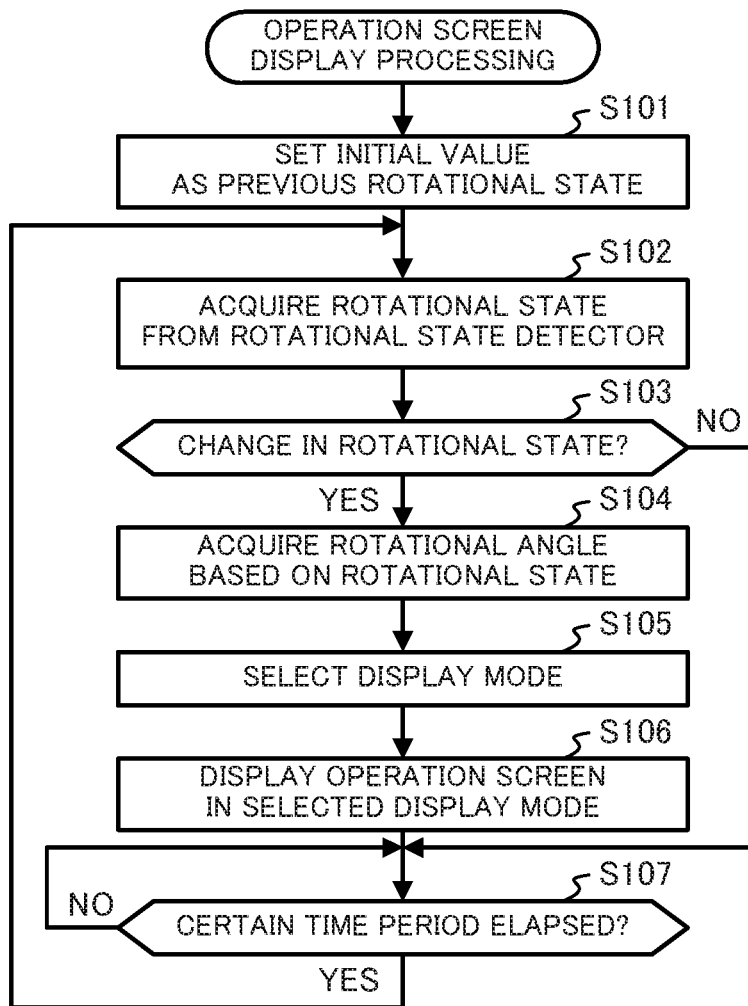 OPERATION SCREEN
DISPLAY PROCESSING
S101
SET INITIAL VALUE
AS PREVIOUS ROTATIONAL STATE
S102
ACQUIRE ROTATIONAL STATE
FROM ROTATIONAL STATE DETECTOR
S103
CHANGE IN ROTATIONAL STATE?
NO
YES
S104
ACQUIRE ROTATIONAL ANGLE
BASED ON ROTATIONAL STATE
S105
SELECT DISPLAY MODE
S106
DISPLAY OPERATION SCREEN
IN SELECTED DISPLAY MODE
S107
NO
CERTAIN TIME PERIOD ELAPSED?
YES